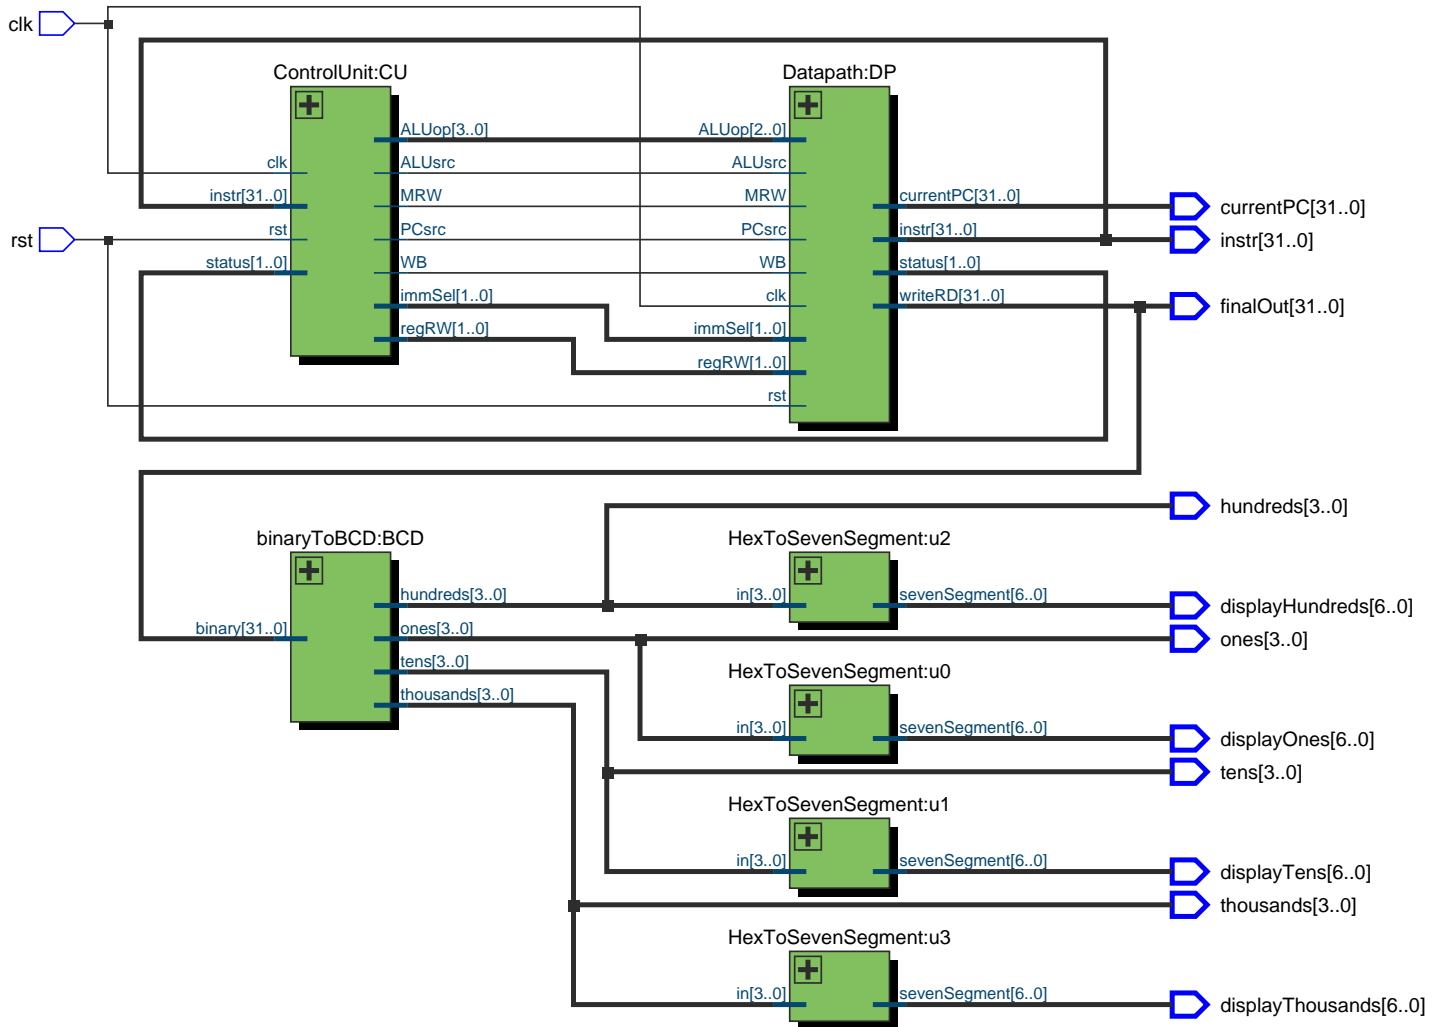 clk
rst
ControlUnit:CU
clk
instr[31..0]
rst
status[1..0]
ALUop[3..0]
ALUsrc
MRW
PCsrc
WB
immSel[1..0]
regRW[1..0]
Datapath:DP
ALUop[2..0]
ALUsrc
MRW
PCsrc
WB
clk
immSel[1..0]
regRW[1..0]
rst
currentPC[31..0]
instr[31..0]
status[1..0]
writeRD[31..0]
currentPC[31..0]
instr[31..0]
finalOut[31..0]
hundreds[3..0]
binaryToBCD:BCD
binary[31..0]
hundreds[3..0]
ones[3..0]
tens[3..0]
thousands[3..0]
HexToSevenSegment:u2
in[3..0]
sevenSegment[6..0]
displayHundreds[6..0]
ones[3..0]
HexToSevenSegment:u0
in[3..0]
sevenSegment[6..0]
displayOnes[6..0]
tens[3..0]
HexToSevenSegment:u1
in[3..0]
sevenSegment[6..0]
displayTens[6..0]
thousands[3..0]
HexToSevenSegment:u3
in[3..0]
sevenSegment[6..0]
displayThousands[6..0]